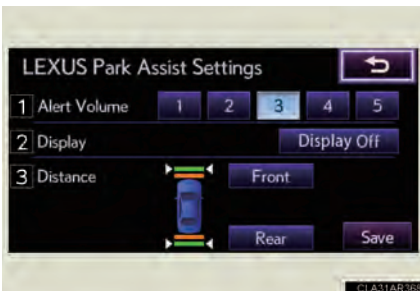 LEXUS Park Assist Settings
1 Alert Volume 1 2 3 4 5
2 Display Display Off
3 Distance Front
Rear Save
CLA31AR369